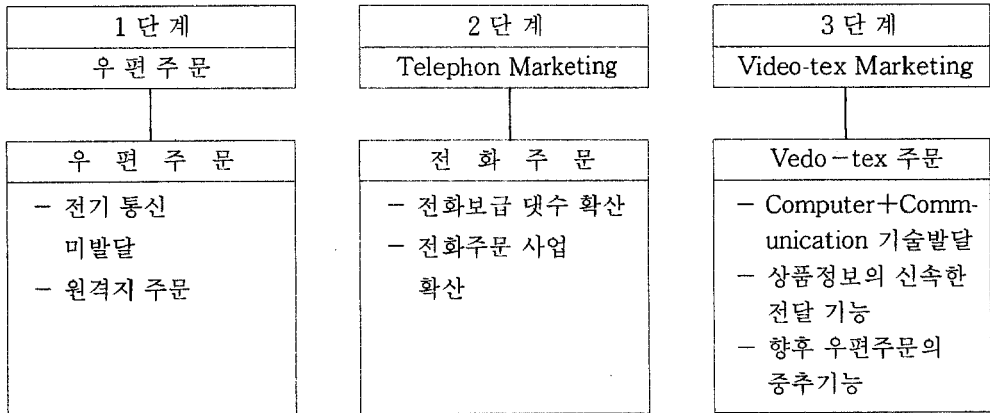 1 단 계
우 편 주 문
우 편 주 문
- 전기 통신
미발달
- 원격지 주문
2 단 계
Telephon Marketing
전 화 주 문
- 전화보급 댓수 확산
- 전화주문 사업
확산
3 단 계
Video-tex Marketing
Vedo-tex 주문
- Computer+Comm-
unication 기술발달
- 상품정보의 신속한
전달 기능
- 향후 우편주문의
중추기능